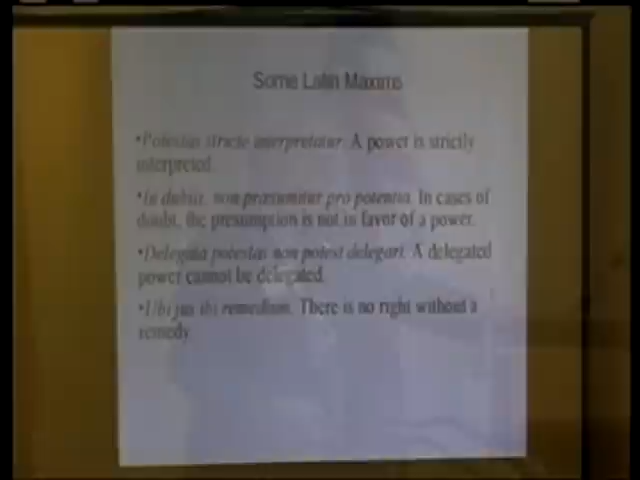 Some Latin Maxims
•Potestas stricte interpretatur. A power is strictly
interpreted.
•In dubiis, non præsumitur pro potentia. In cases of
doubt, the presumption is not in favor of a power.
•Delegata potestas non potest delegari. A delegated
power cannot be delegated.
•Ubi jus ibi remedium. There is no right without a
remedy.